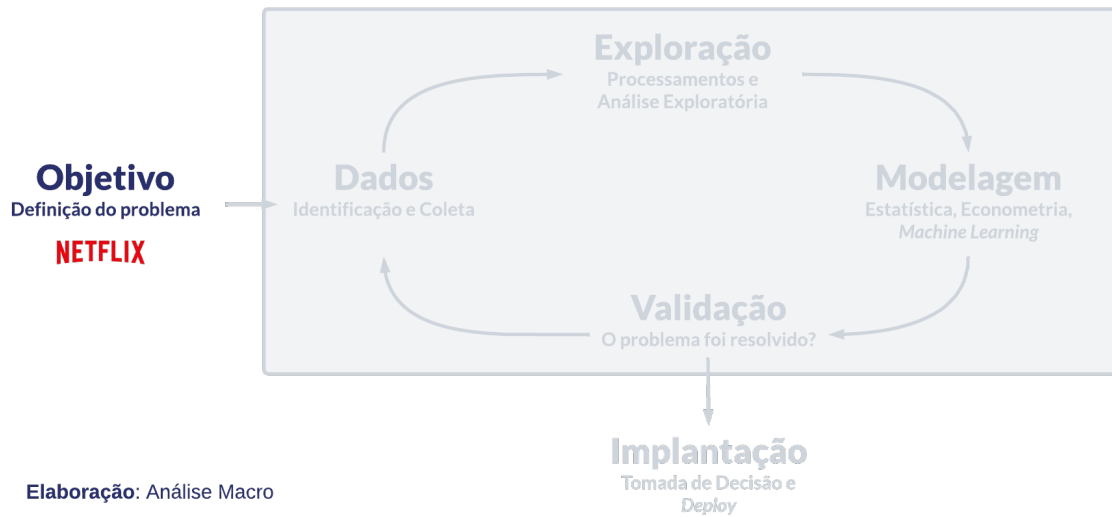 Objetivo
Definição do problema
NETFLIX
Dados
Identificação e Coleta
Exploração
Processamentos e
Análise Exploratória
Modelagem
Estatística, Econometria,
Machine Learning
Validação
O problema foi resolvido?
Implantação
Tomada de Decisão e
Deploy
Elaboração: Análise Macro